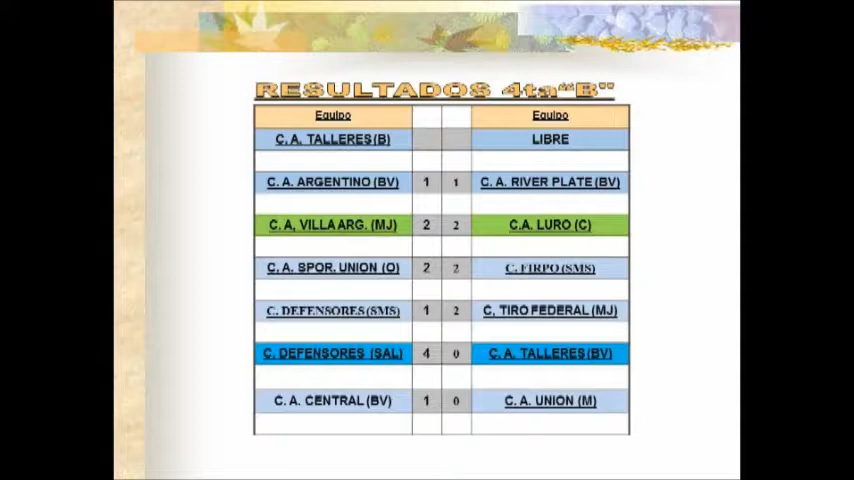 RESULTADOS 4ta"B"
Equipo Equipo
C. A. TALLERES (B) LIBRE
C. A. ARGENTINO (BV) 1 1 C. A. RIVER PLATE (BV)
C. A, VILLA ARG. (MJ) 2 2 C.A. LURO (C)
C. A. SPOR. UNION (O) 2 2 C. FIRPO (SMS)
C. DEFENSORES (SMS) 1 2 C, TIRO FEDERAL (MJ)
C. DEFENSORES (SAL) 4 0 C. A. TALLERES (BV)
C. A. CENTRAL (BV) 1 0 C. A. UNION (M)